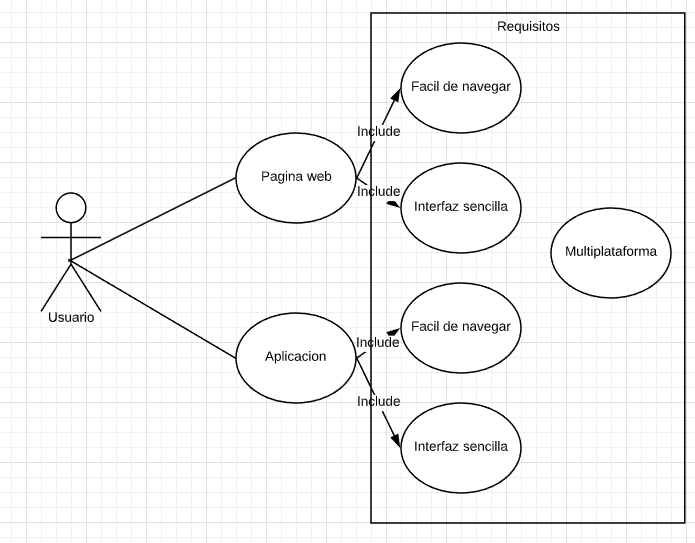 Requisitos
Facil de navegar
Include
Pagina web
Include
Interfaz sencilla
Multiplataforma
Usuario
Facil de navegar
Include
Aplicacion
Include
Interfaz sencilla